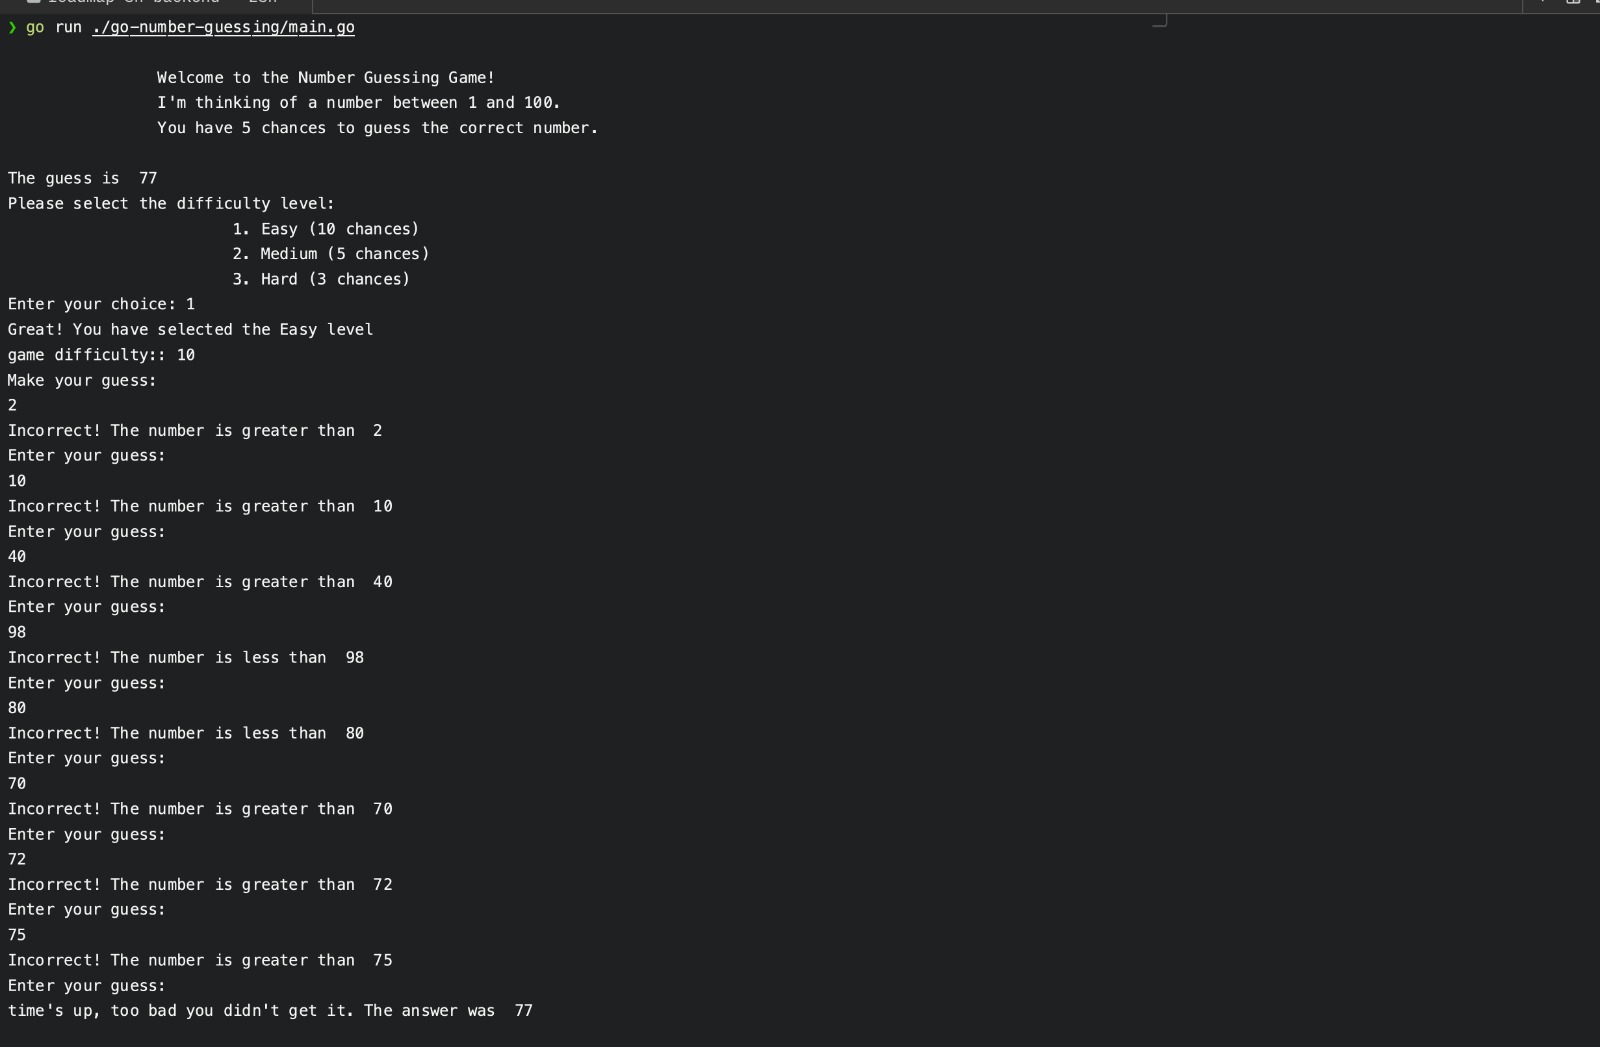 ❯ go run ./go-number-guessing/main.go
Welcome to the Number Guessing Game!
I'm thinking of a number between 1 and 100.
You have 5 chances to guess the correct number.
The guess is  77
Please select the difficulty level:
1. Easy (10 chances)
2. Medium (5 chances)
3. Hard (3 chances)
Enter your choice: 1
Great! You have selected the Easy level
game difficulty:: 10
Make your guess:
2
Incorrect! The number is greater than  2
Enter your guess:
10
Incorrect! The number is greater than  10
Enter your guess:
40
Incorrect! The number is greater than  40
Enter your guess:
98
Incorrect! The number is less than  98
Enter your guess:
80
Incorrect! The number is less than  80
Enter your guess:
70
Incorrect! The number is greater than  70
Enter your guess:
72
Incorrect! The number is greater than  72
Enter your guess:
75
Incorrect! The number is greater than  75
Enter your guess:
time's up, too bad you didn't get it. The answer was  77